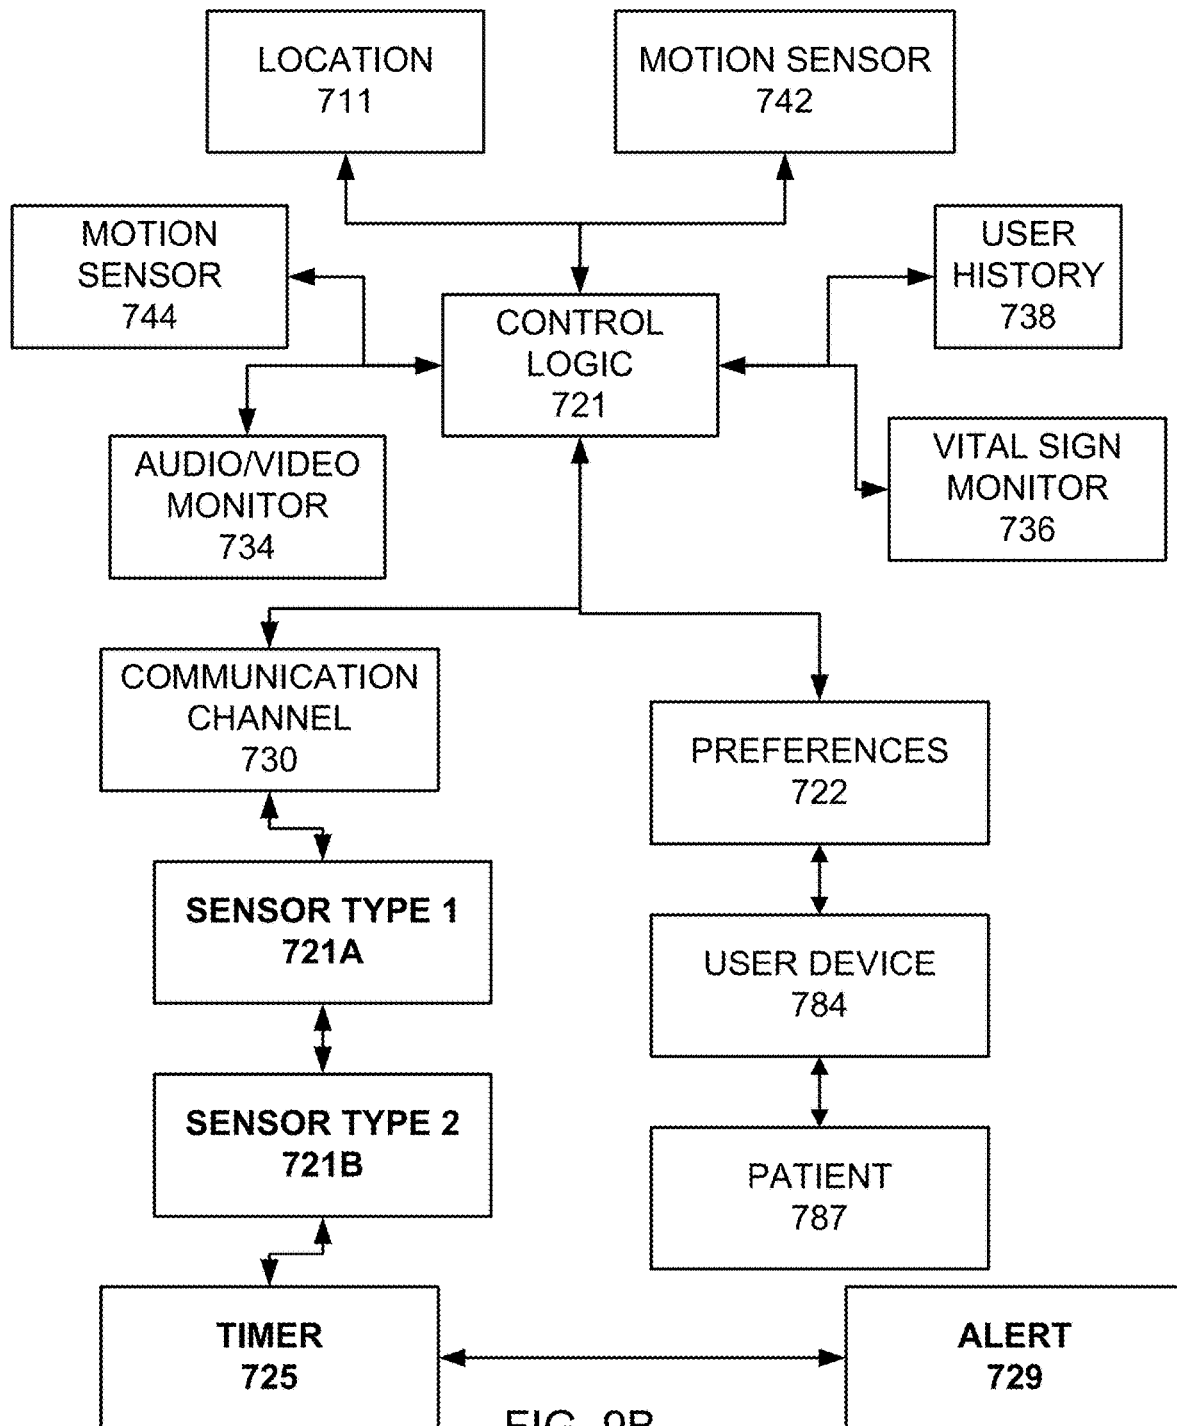 LOCATION
711
MOTION SENSOR
742
MOTION
SENSOR
744
USER
HISTORY
738
CONTROL
LOGIC
721
AUDIO/VIDEO
MONITOR
734
VITAL SIGN
MONITOR
736
COMMUNICATION
CHANNEL
730
PREFERENCES
722
SENSOR TYPE 1
721A
USER DEVICE
784
SENSOR TYPE 2
721B
PATIENT
787
TIMER
725
ALERT
729
FIG. 9B